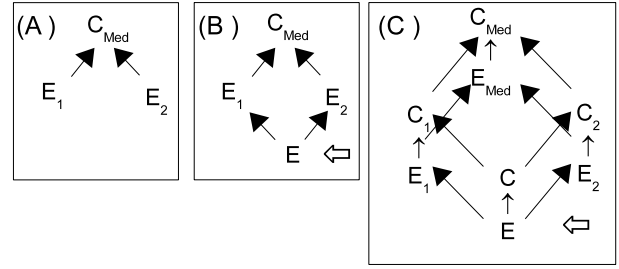 (A) C_Med
E_1 E_2
(B) C_Med
E_1 E_2
E
(C) C_Med
E_Med
C_1 C_2
E_1 C E_2
E